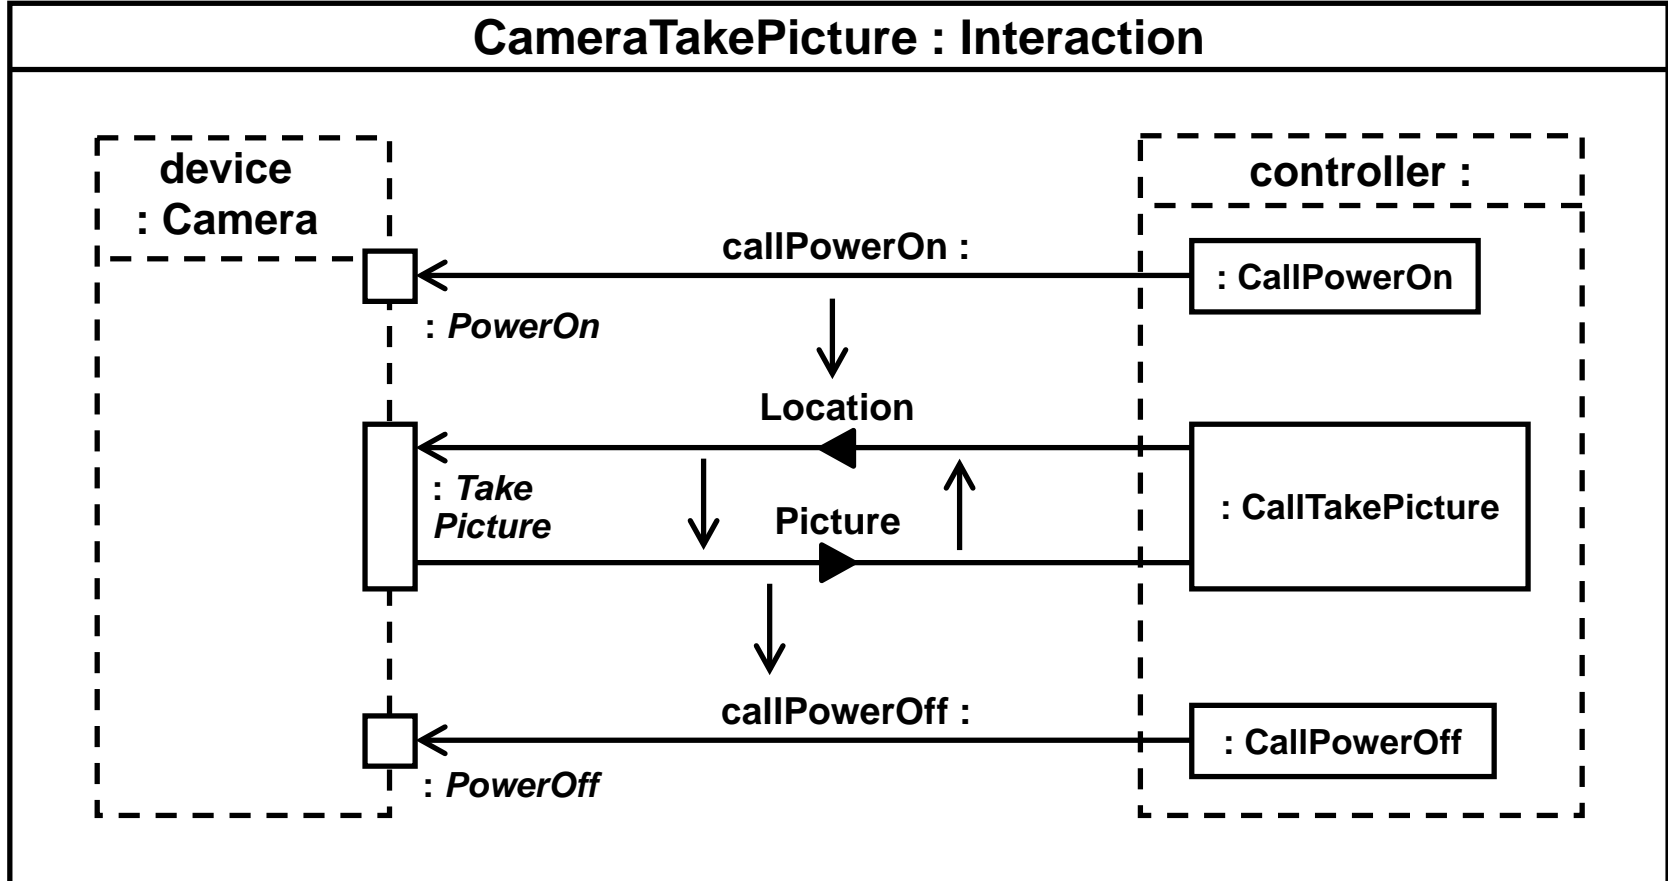 CameraTakePicture : Interaction
device
: Camera
controller :
callPowerOn :
: CallPowerOn
: PowerOn
Location
: Take
Picture
Picture
: CallTakePicture
callPowerOff :
: CallPowerOff
: PowerOff